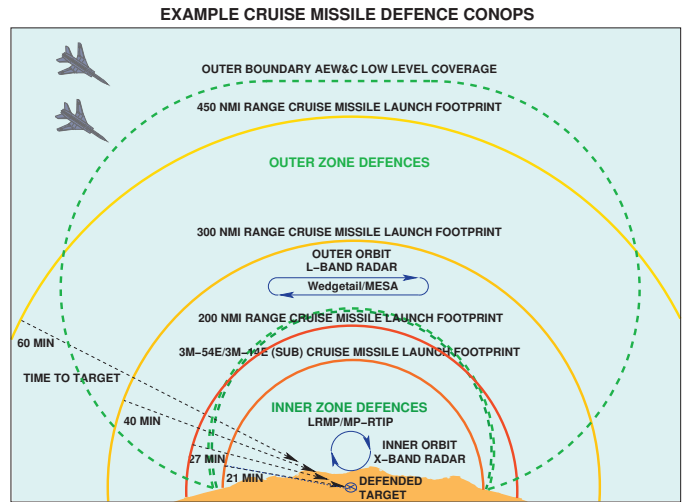 EXAMPLE CRUISE MISSILE DEFENCE CONOPS
OUTER BOUNDARY AEW&C LOW LEVEL COVERAGE
450 NMI RANGE CRUISE MISSILE LAUNCH FOOTPRINT
OUTER ZONE DEFENCES
300 NMI RANGE CRUISE MISSILE LAUNCH FOOTPRINT
OUTER ORBIT
L-BAND RADAR
Wedgetail/MESA
200 NMI RANGE CRUISE MISSILE LAUNCH FOOTPRINT
60 MIN
3M-54E/3M-14E (SUB) CRUISE MISSILE LAUNCH FOOTPRINT
TIME TO TARGET
INNER ZONE DEFENCES
40 MIN
LRMP/MP-RTIP
INNER ORBIT
X-BAND RADAR
27 MIN
21 MIN
DEFENDED
TARGET